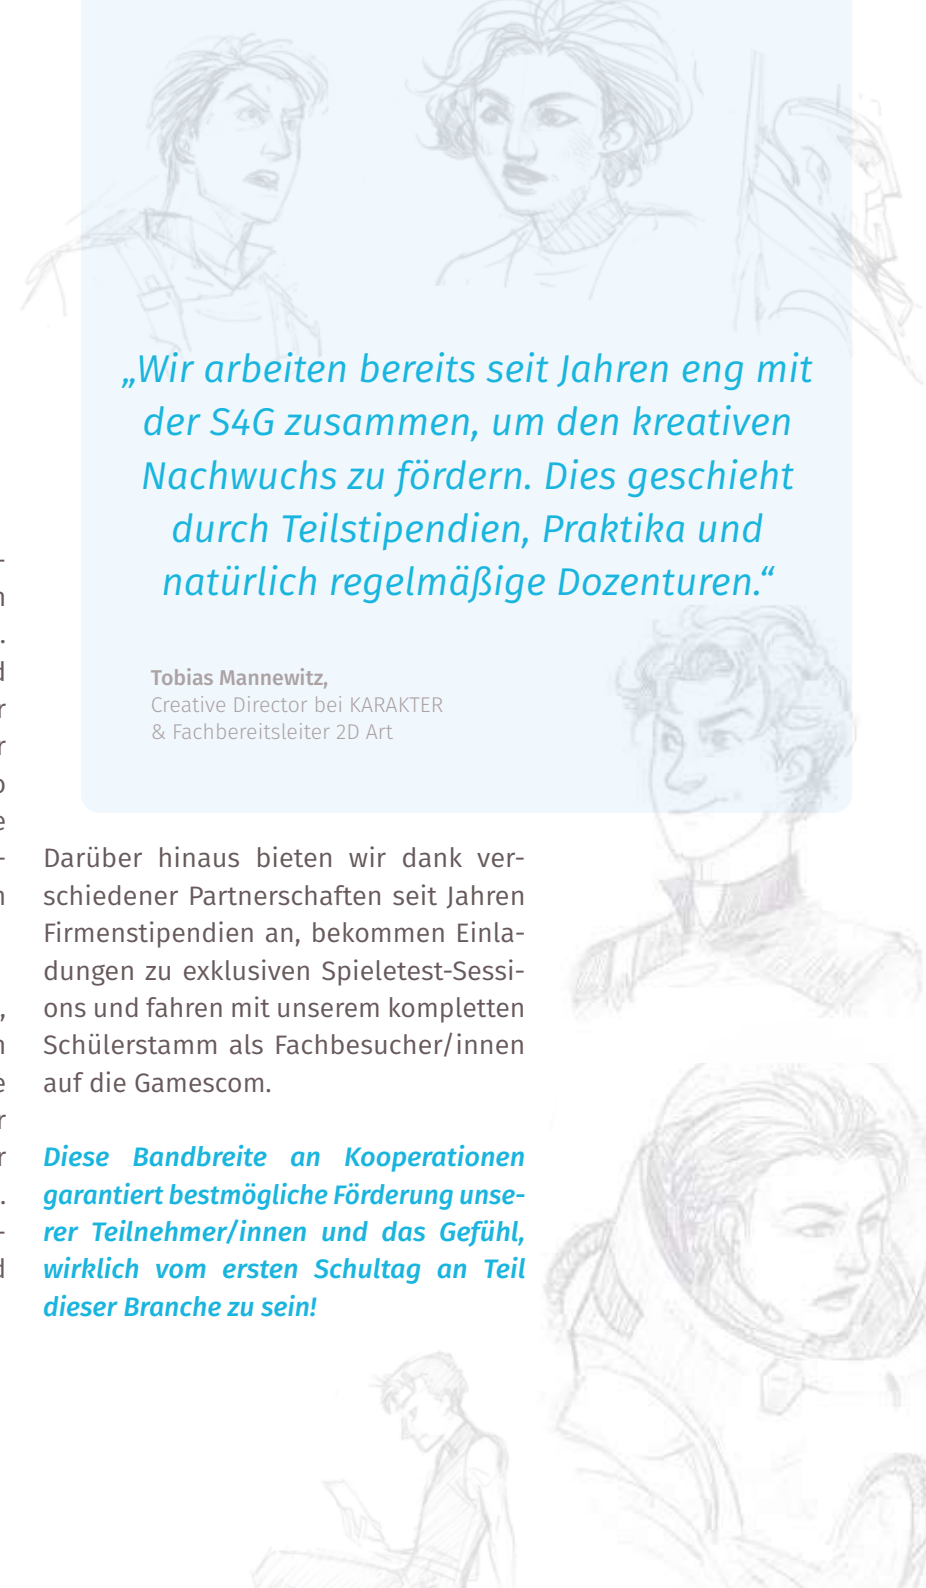 „Wir arbeiten bereits seit Jahren eng mit
der S4G zusammen, um den kreativen
Nachwuchs zu fördern. Dies geschieht
durch Teilstipendien, Praktika und
natürlich regelmäßige Dozenturen.“
Tobias Mannewitz,
Creative Director bei KARAKTER
& Fachbereitsleiter 2D Art
Darüber hinaus bieten wir dank ver-
schiedener Partnerschaften seit Jahren
Firmenstipendien an, bekommen Einla-
dungen zu exklusiven Spieletest-Sessi-
ons und fahren mit unserem kompletten
Schülerstamm als Fachbesucher/innen
auf die Gamescom.
Diese Bandbreite an Kooperationen
garantiert bestmögliche Förderung unse-
rer Teilnehmer/innen und das Gefühl,
wirklich vom ersten Schultag an Teil
dieser Branche zu sein!